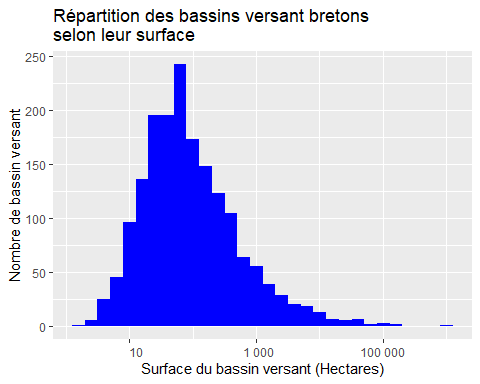 Répartition des bassins versant bretons
selon leur surface
Nombre de bassin versant
250
200
150
100
50
0
10
1 000
100 000
Surface du bassin versant (Hectares)